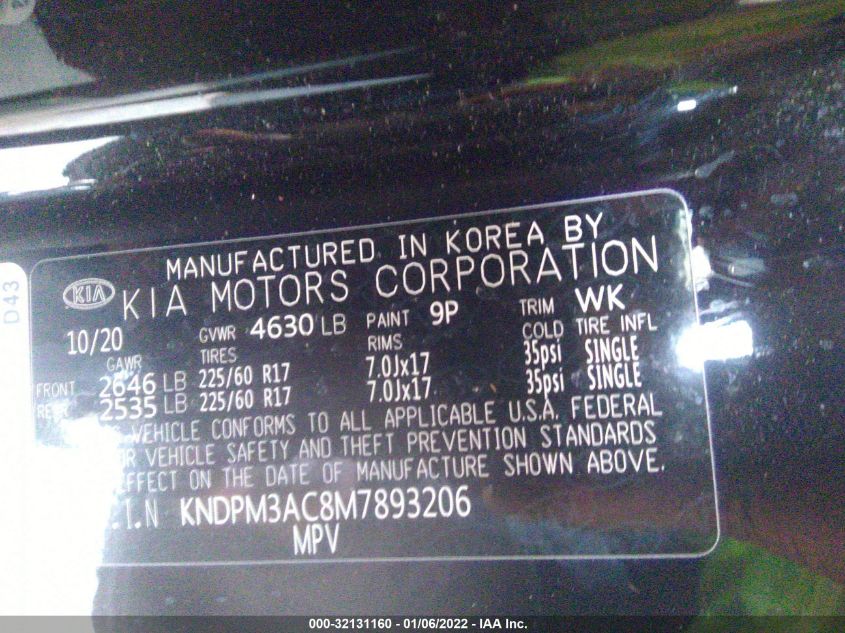 D43
MANUFACTURED IN KOREA BY
KIA KIA MOTORS CORPORATION
10/20 GVWR 4630 LB PAINT 9P TRIM WK
GAWR TIRES RIMS COLD TIRE INFL
FRONT 2646 LB 225/60 R17 7.0Jx17 35psi SINGLE
REAR 2535 LB 225/60 R17 7.0Jx17 35psi SINGLE
VEHICLE CONFORMS TO ALL APPLICABLE U.S.A. FEDERAL
VEHICLE SAFETY AND THEFT PREVENTION STANDARDS
EFFECT ON THE DATE OF MANUFACTURE SHOWN ABOVE.
.I.N KNDPM3AC8M7893206
MPV
000-32131160 - 01/06/2022 - IAA Inc.